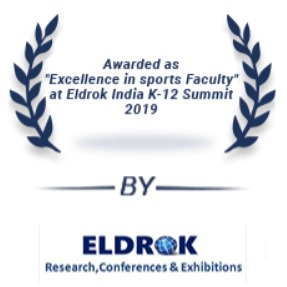 Awarded as
"Excellence in sports Faculty"
at Eldrok India K-12 Summit
2019
BY
ELDROK
Research,Conferences & Exhibitions